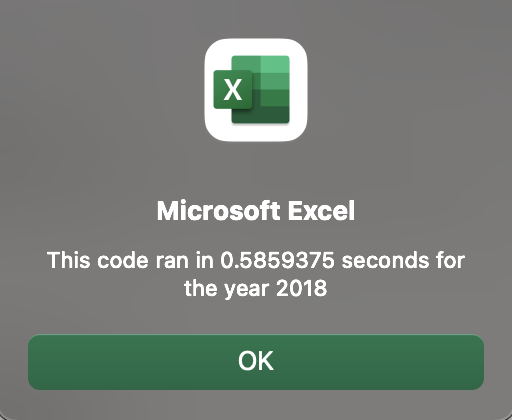 X
Microsoft Excel
This code ran in 0.5859375 seconds for
the year 2018
OK